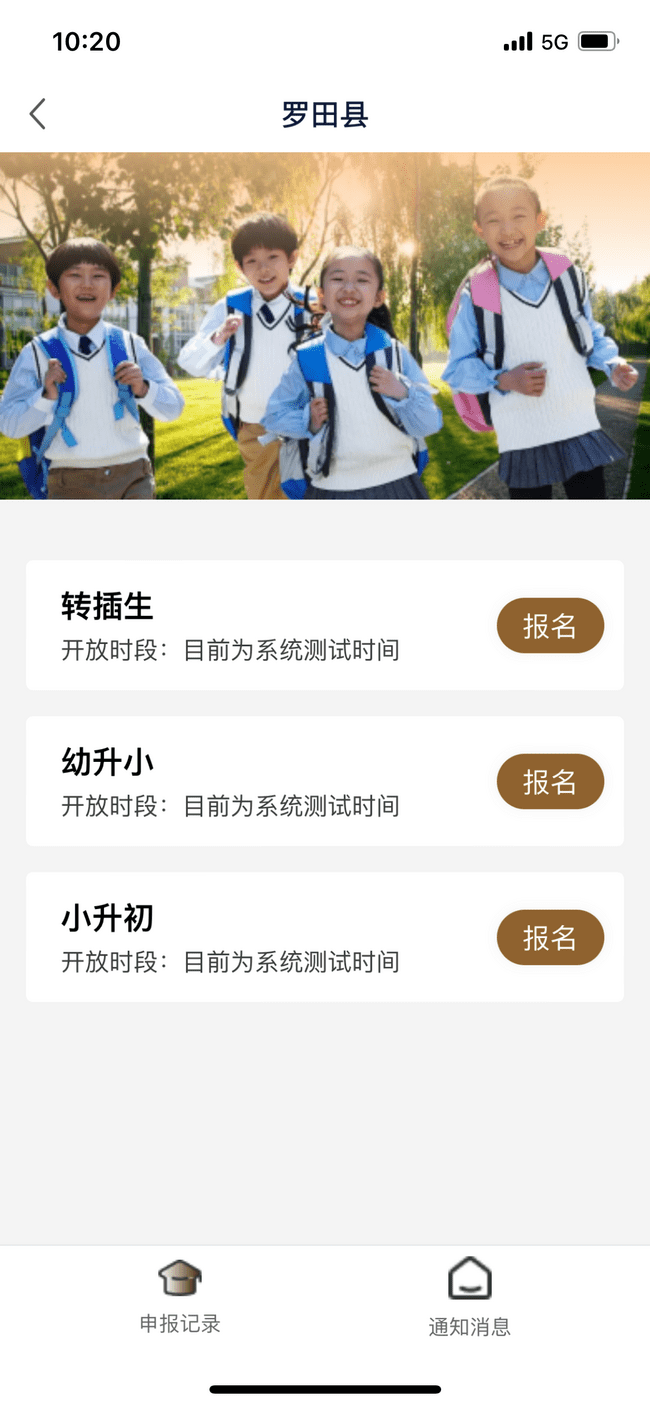 10:20
5G
罗田县
转插生
开放时段：目前为系统测试时间
报名
幼升小
开放时段：目前为系统测试时间
报名
小升初
开放时段：目前为系统测试时间
报名
申报记录
通知消息